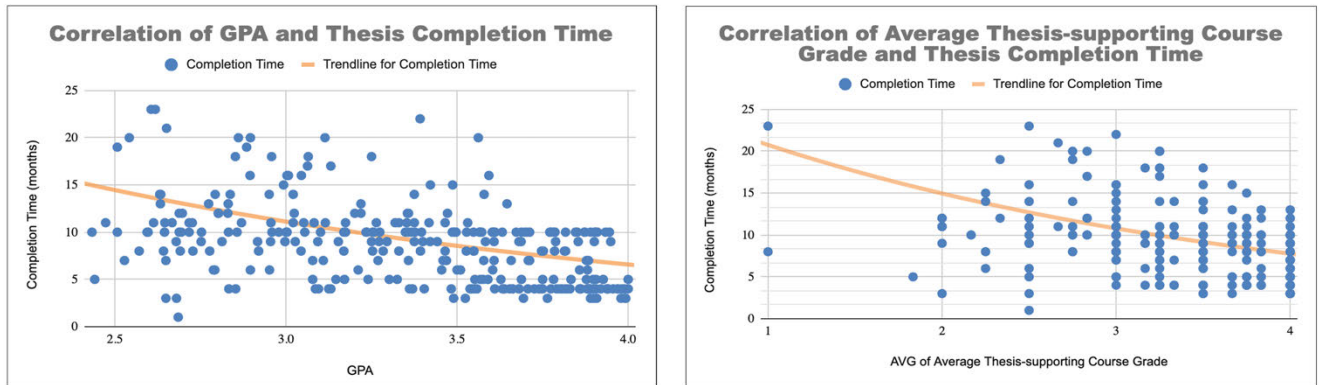 Correlation of GPA and Thesis Completion Time
Completion Time
Trendline for Completion Time
25
20
15
10
5
0
Completion Time (months)
2.5
3.0
3.5
4.0
GPA
Correlation of Average Thesis-supporting Course
Grade and Thesis Completion Time
Completion Time
Trendline for Completion Time
25
20
15
10
5
0
Completion Time (months)
1
2
3
4
AVG of Average Thesis-supporting Course Grade